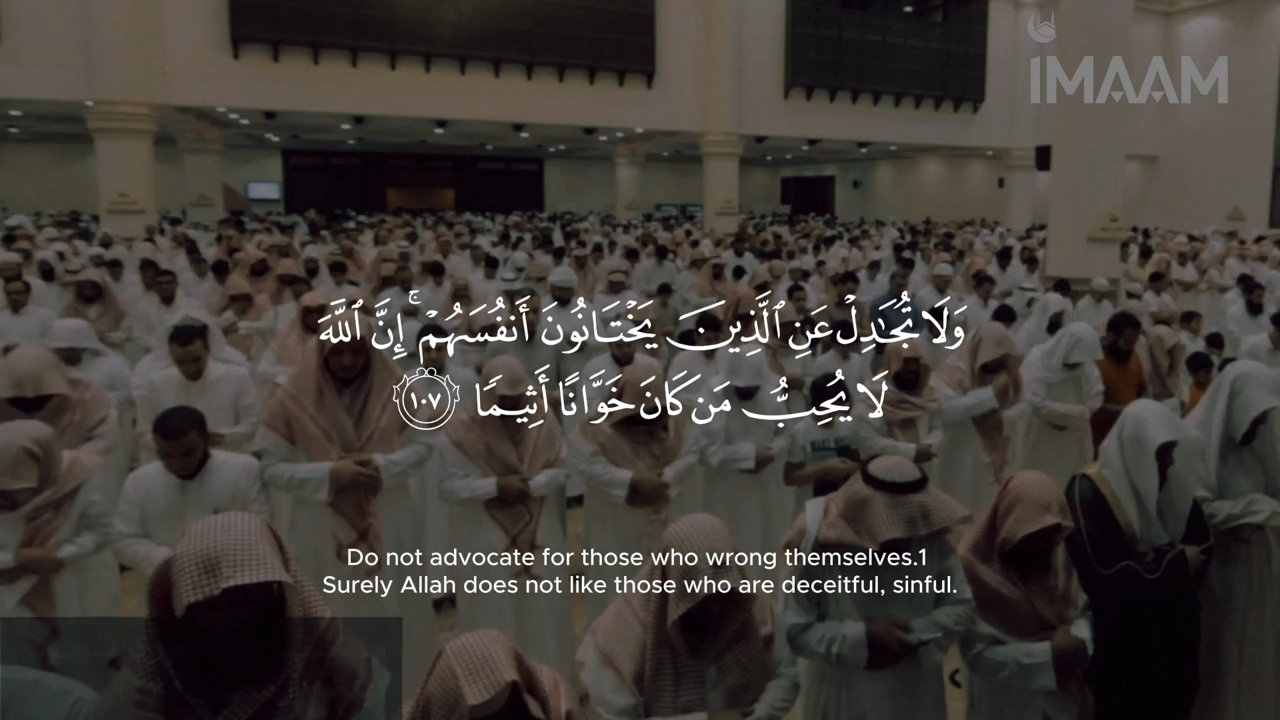 IMAAM
وَلَا تُجَـٰدِلْ عَنِ ٱلَّذِينَ يَخْتَانُونَ أَنفُسَهُمْ ۚ إِنَّ ٱللَّهَ
لَا يُحِبُّ مَن كَانَ خَوَّانًا أَثِيمًا ١٠٧
Do not advocate for those who wrong themselves.1
Surely Allah does not like those who are deceitful, sinful.